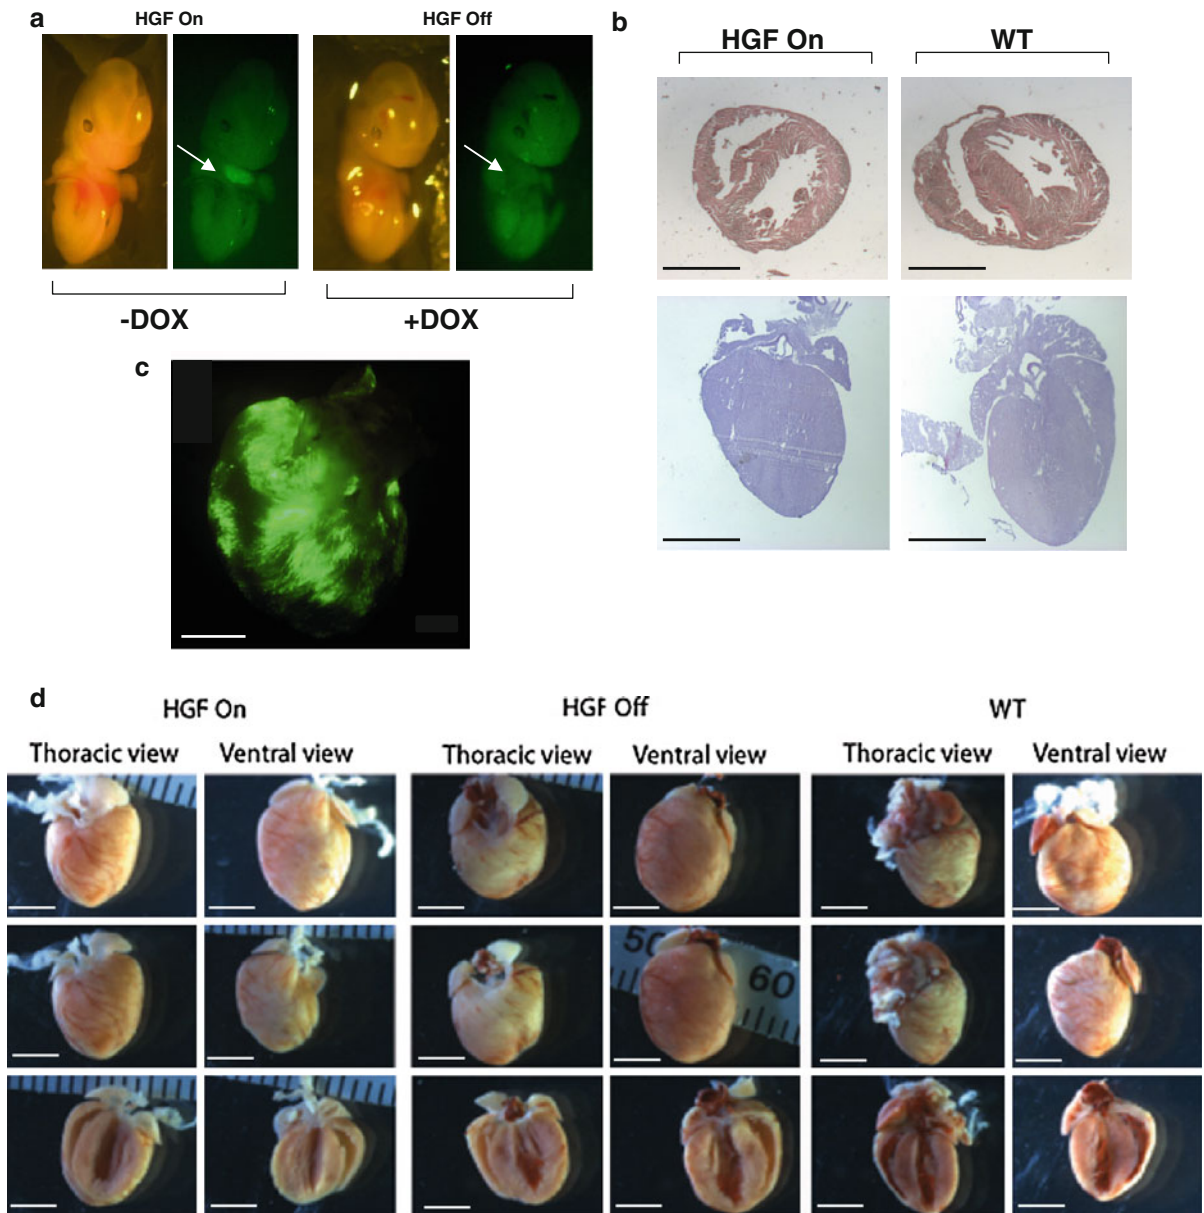 a
HGF On
HGF Off
-DOX
+DOX
b
HGF On
WT
c
d
HGF On
HGF Off
WT
Thoracic view
Ventral view
Thoracic view
Ventral view
Thoracic view
Ventral view
50
60